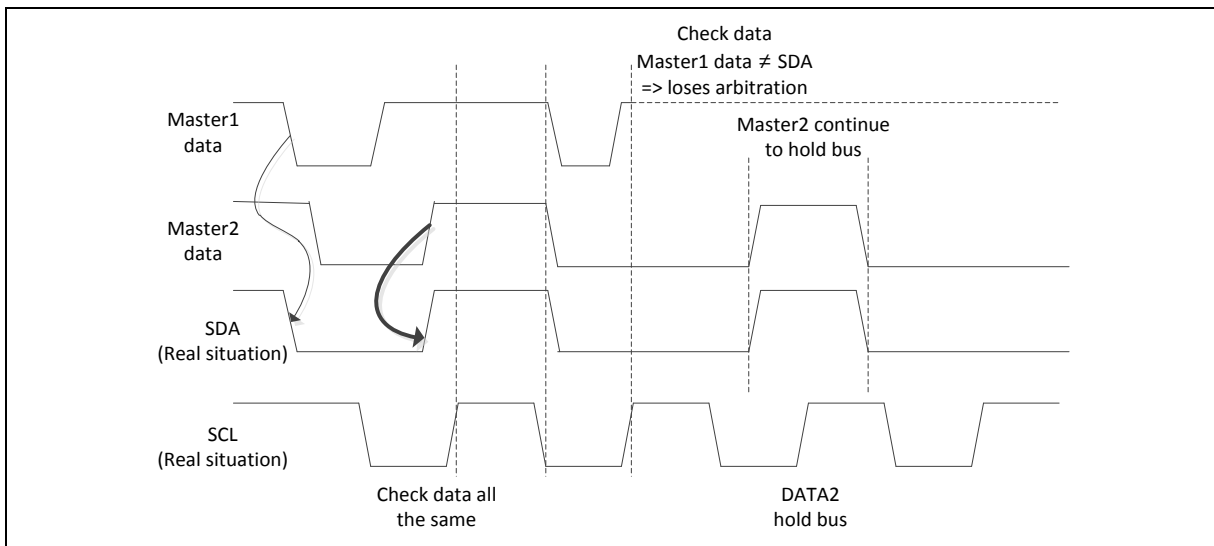 Check data
Master1 data ≠ SDA
=> loses arbitration
Master1
data
Master2 continue
to hold bus
Master2
data
SDA
(Real situation)
SCL
(Real situation)
Check data all
the same
DATA2
hold bus